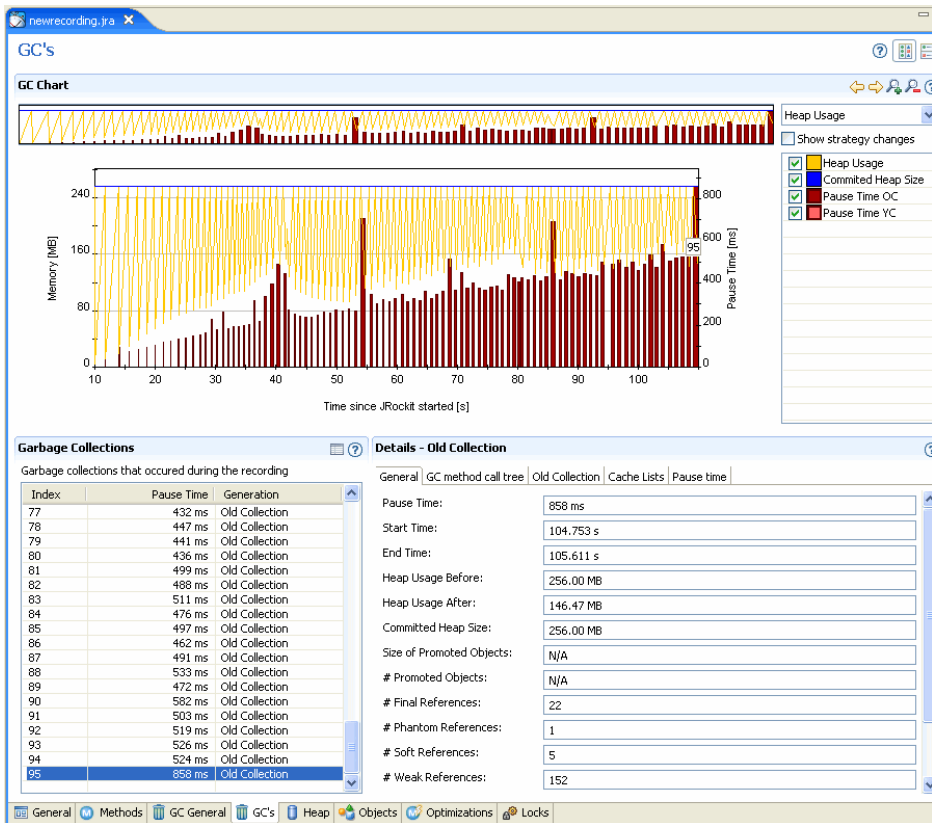 newrecording.jra
GC's
GC Chart
Heap Usage
Show strategy changes
Heap Usage
Commited Heap Size
Pause Time OC
Pause Time YC
240
160
80
0
Memory [MB]
800
600
400
200
0
Pause Time [ms]
95
10 20 30 40 50 60 70 80 90 100
Time since JRockit started [s]
Garbage Collections
Garbage collections that occured during the recording
Index Pause Time Generation
77 432 ms Old Collection
78 447 ms Old Collection
79 441 ms Old Collection
80 436 ms Old Collection
81 499 ms Old Collection
82 488 ms Old Collection
83 511 ms Old Collection
84 476 ms Old Collection
85 497 ms Old Collection
86 462 ms Old Collection
87 491 ms Old Collection
88 533 ms Old Collection
89 472 ms Old Collection
90 582 ms Old Collection
91 503 ms Old Collection
92 519 ms Old Collection
93 526 ms Old Collection
94 524 ms Old Collection
95 858 ms Old Collection
Details - Old Collection
General GC method call tree Old Collection Cache Lists Pause time
Pause Time: 858 ms
Start Time: 104.753 s
End Time: 105.611 s
Heap Usage Before: 256.00 MB
Heap Usage After: 146.47 MB
Committed Heap Size: 256.00 MB
Size of Promoted Objects: N/A
# Promoted Objects: N/A
# Final References: 22
# Phantom References: 1
# Soft References: 5
# Weak References: 152
General Methods GC General GC's Heap Objects Optimizations Locks